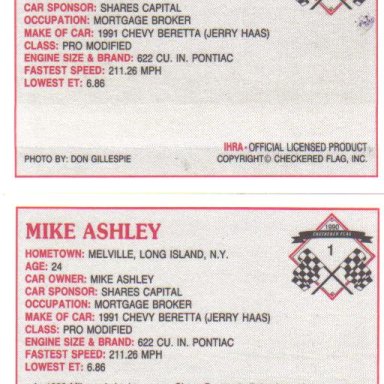 CAR SPONSOR: SHARES CAPITAL
OCCUPATION: MORTGAGE BROKER
MAKE OF CAR: 1991 CHEVY BERETTA (JERRY HAAS)
CLASS: PRO MODIFIED
ENGINE SIZE & BRAND: 622 CU. IN. PONTIAC
FASTEST SPEED: 211.26 MPH
LOWEST ET: 6.86
IHRA - OFFICIAL LICENSED PRODUCT
PHOTO BY: DON GILLESPIE COPYRIGHT © CHECKERED FLAG, INC.
MIKE ASHLEY
1990
CHECKERED FLAG
1
HOMETOWN: MELVILLE, LONG ISLAND, N.Y.
AGE: 24
CAR OWNER: MIKE ASHLEY
CAR SPONSOR: SHARES CAPITAL
OCCUPATION: MORTGAGE BROKER
MAKE OF CAR: 1991 CHEVY BERETTA (JERRY HAAS)
CLASS: PRO MODIFIED
ENGINE SIZE & BRAND: 622 CU. IN. PONTIAC
FASTEST SPEED: 211.26 MPH
LOWEST ET: 6.86